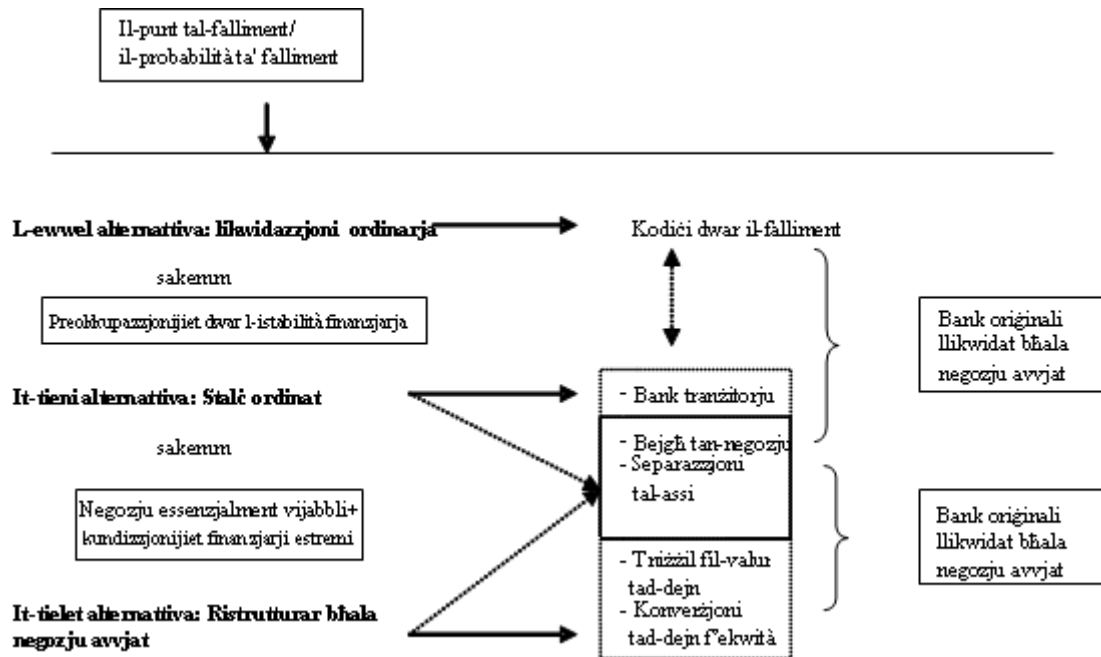 Il-punt tal-falliment/
il-probabilità ta' falliment
L-ewwel alternattiva: likwidazzjoni ordinarja
Kodiċi dwar il-falliment
sakemm
Preokkupazzjonijiet dwar l-istabilità finanzjarja
Bank oriġinali
llikwidat bħala
negozju avvjat
It-tieni alternattiva: Stalċ ordinat
- Bank tranżitorju
- Bejgħ tan-negozju
- Separazzjoni
tal-assi
sakemm
Negozju essenzjalment vijabbli+
kundizzjonijiet finanzjarji estremi
Bank oriġinali
llikwidat bħala
negozju avvjat
- Tniżżil fil-valur
tad-dejn
- Konverżjoni
tad-dejn f'ekwità
It-tielet alternattiva: Ristrutturar bħala
negozju avvjat